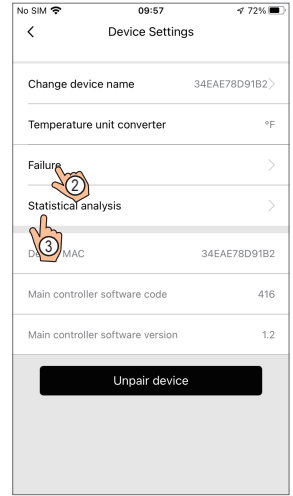 No SIM 09:57 72%
Device Settings
Change device name 34EAE78D91B2
Temperature unit converter °F
Failure
2
Statistical analysis
3
MAC 34EAE78D91B2
Main controller software code 416
Main controller software version 1.2
Unpair device